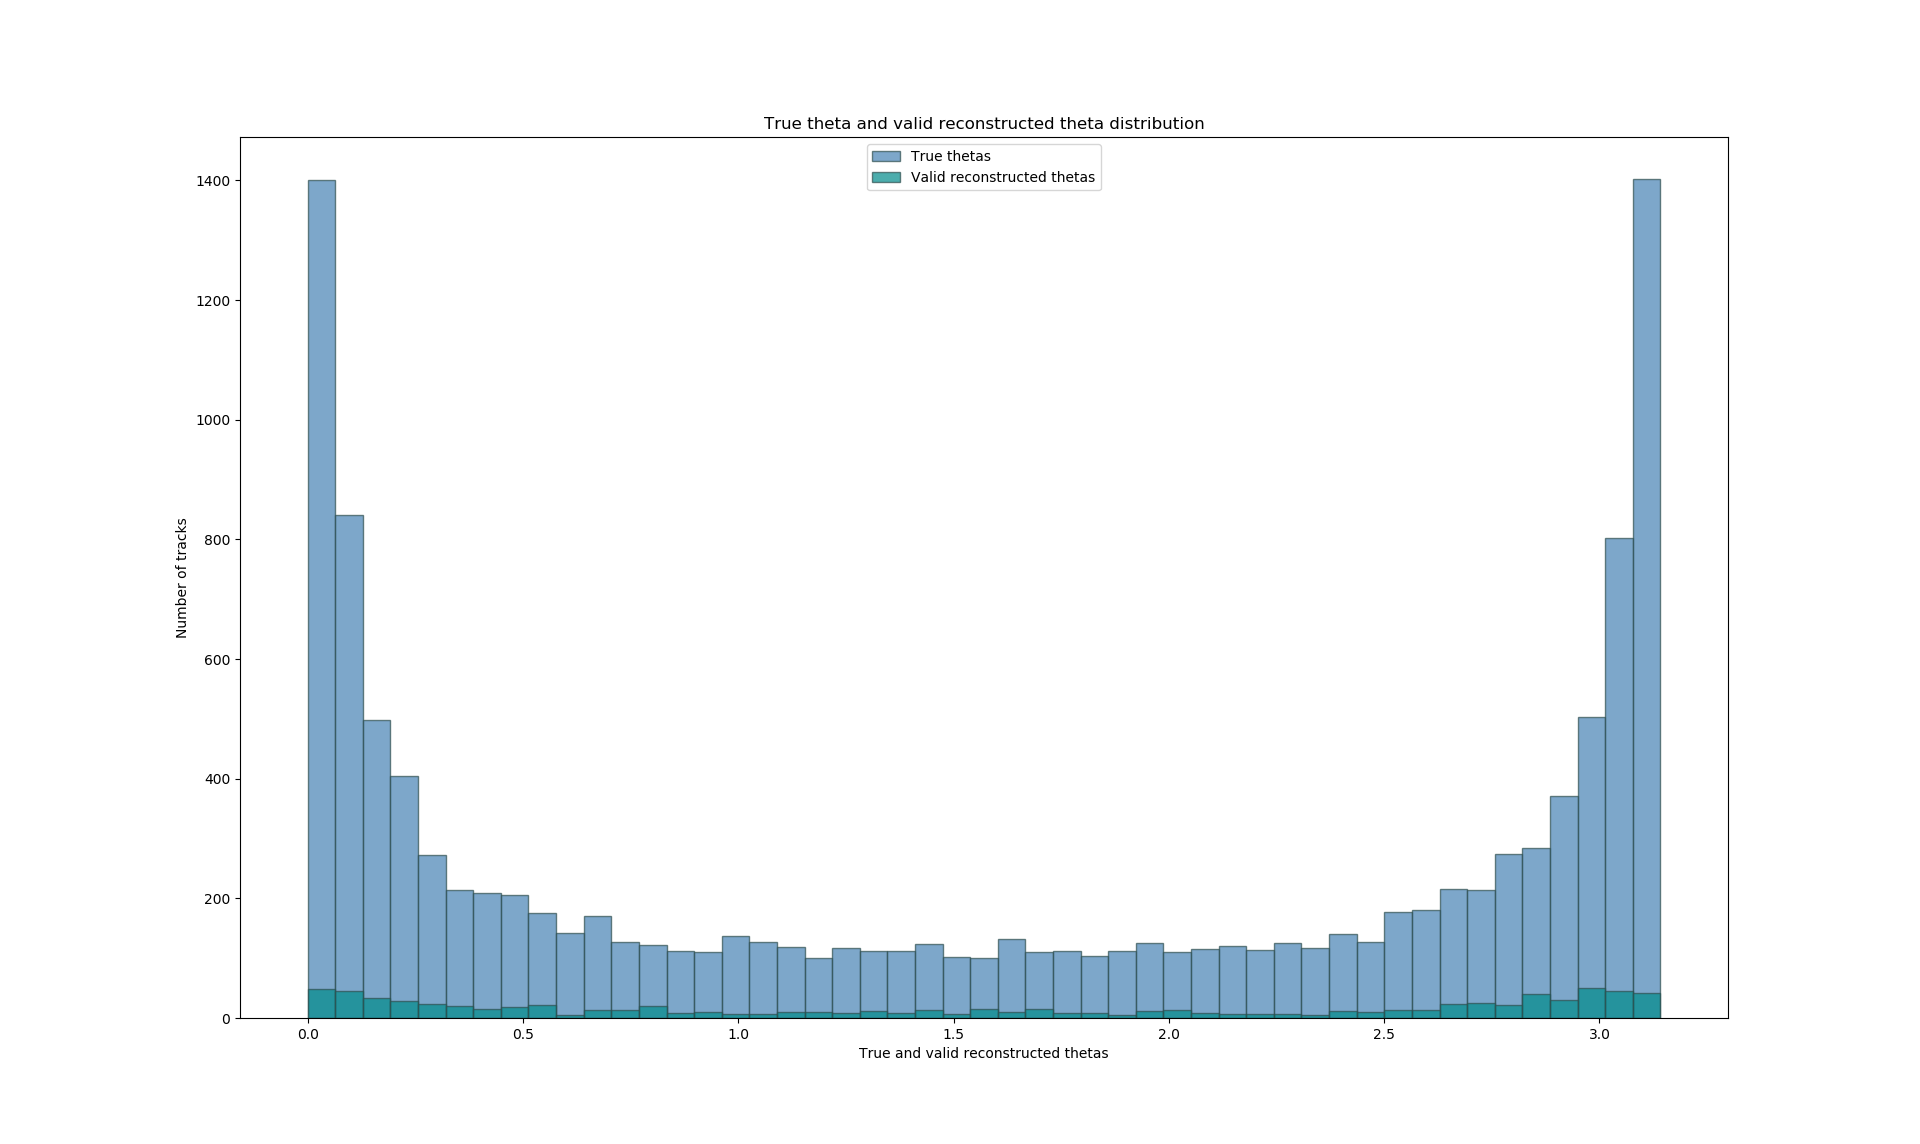 True theta and valid reconstructed theta distribution
True thetas
Valid reconstructed thetas
1400
1200
1000
800
600
400
200
0
Number of tracks
0.0 0.5 1.0 1.5 2.0 2.5 3.0
True and valid reconstructed thetas